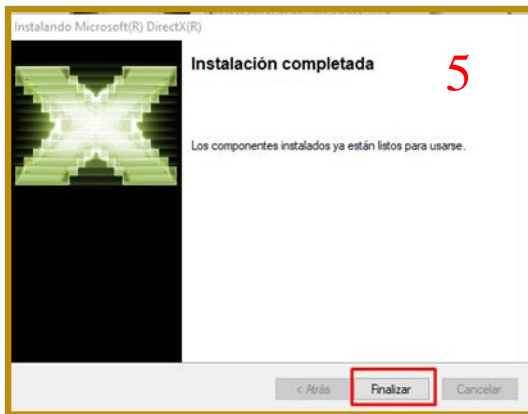 Instalando Microsoft(R) DirectX(R)
Instalación completada
5
Los componentes instalados ya están listos para usarse.
< Atrás
Finalizar
Cancelar